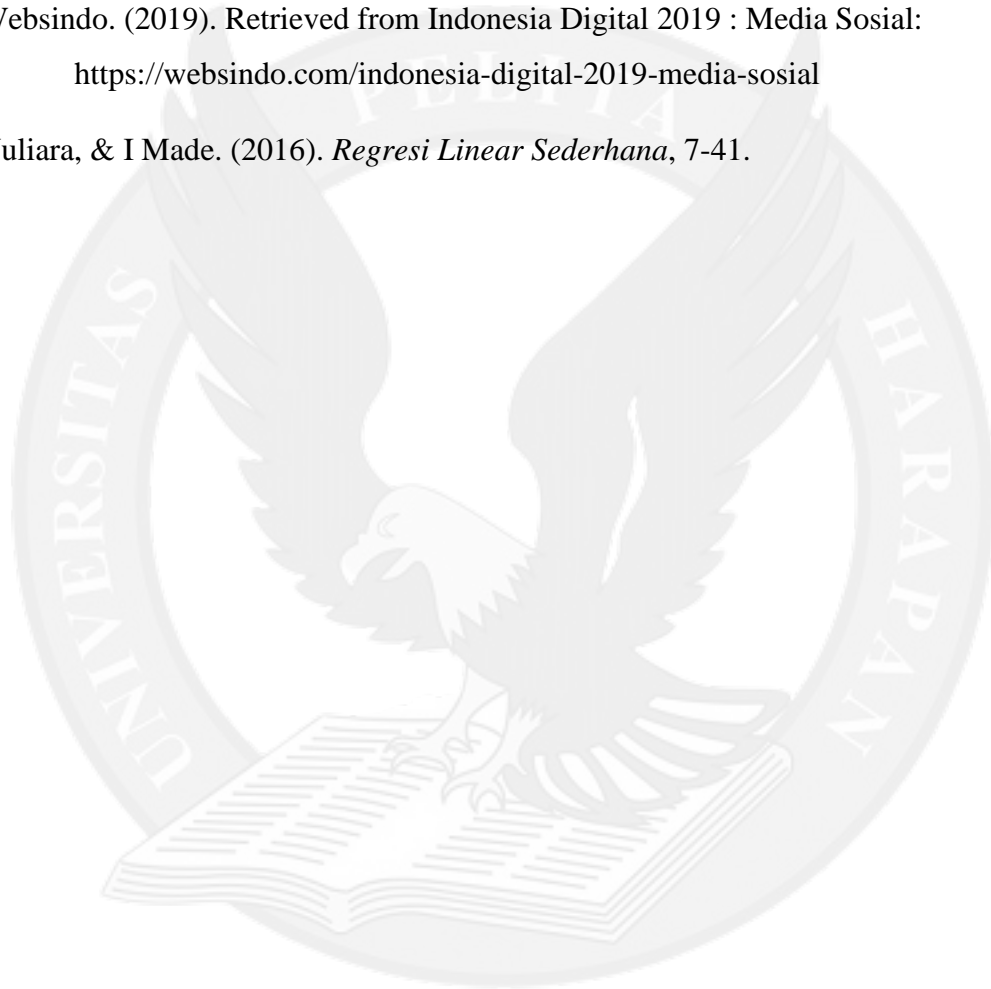 Websindo. (2019). Retrieved from Indonesia Digital 2019 : Media Sosial:
https://websindo.com/indonesia-digital-2019-media-sosial
uliara, & I Made. (2016). Regresi Linear Sederhana, 7-41.
UNIVERSITAS PELITA HARAPAN